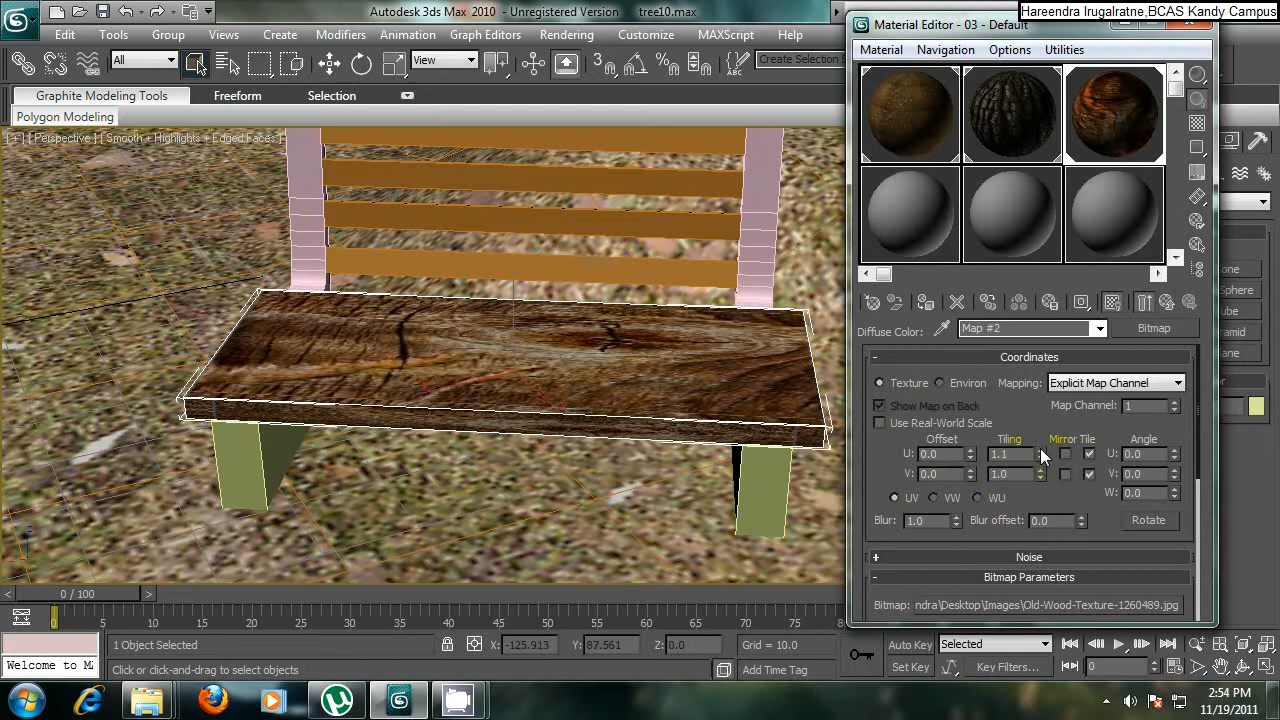 Autodesk 3ds Max 2010 - Unregistered Version tree10.max
Hareendra Irugalratne,BCAS Kandy Campus
Edit Tools Group Views Create Modifiers Animation Graph Editors Rendering Customize MAXScript Help
All
View
Create Selection S
Graphite Modeling Tools Freeform Selection
Polygon Modeling
[ + ] [ Perspective ] [ Smooth + Highlights + Edged Faces ]
Material Editor - 03 - Default
Material Navigation Options Utilities
Diffuse Color: Map #2 Bitmap
- Coordinates
Texture Environ Mapping: Explicit Map Channel
Show Map on Back Map Channel: 1
Use Real-World Scale
Offset Tiling Mirror Tile Angle
U: 0.0 1.1 U: 0.0
V: 0.0 1.0 V: 0.0
UV VW WU W: 0.0
Blur: 1.0 Blur offset: 0.0 Rotate
+ Noise
- Bitmap Parameters
Bitmap: ndra\Desktop\Images\Old-Wood-Texture-1260489.jpg
one
Sphere
ube
ramid
ane
or
< 0 / 100 >
0 5 10 15 20 25 30 35 40 45 50 55 60 65 70 75 80
1 Object Selected X: -125.913 Y: 87.561 Z: 0.0 Grid = 10.0 Auto Key Selected
Welcome to MA Click or click-and-drag to select objects Add Time Tag Set Key Key Filters... 0
2:54 PM
11/19/2011